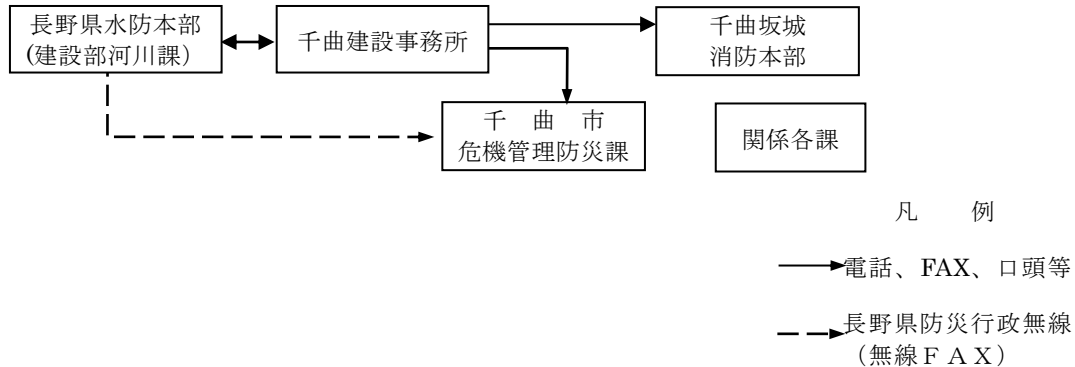 長野県水防本部
(建設部河川課）
千曲建設事務所
千曲坂城
消防本部
千　曲　市
危機管理防災課
関係各課
凡　　例
電話、FAX、口頭等
長野県防災行政無線
（無線ＦＡＸ）